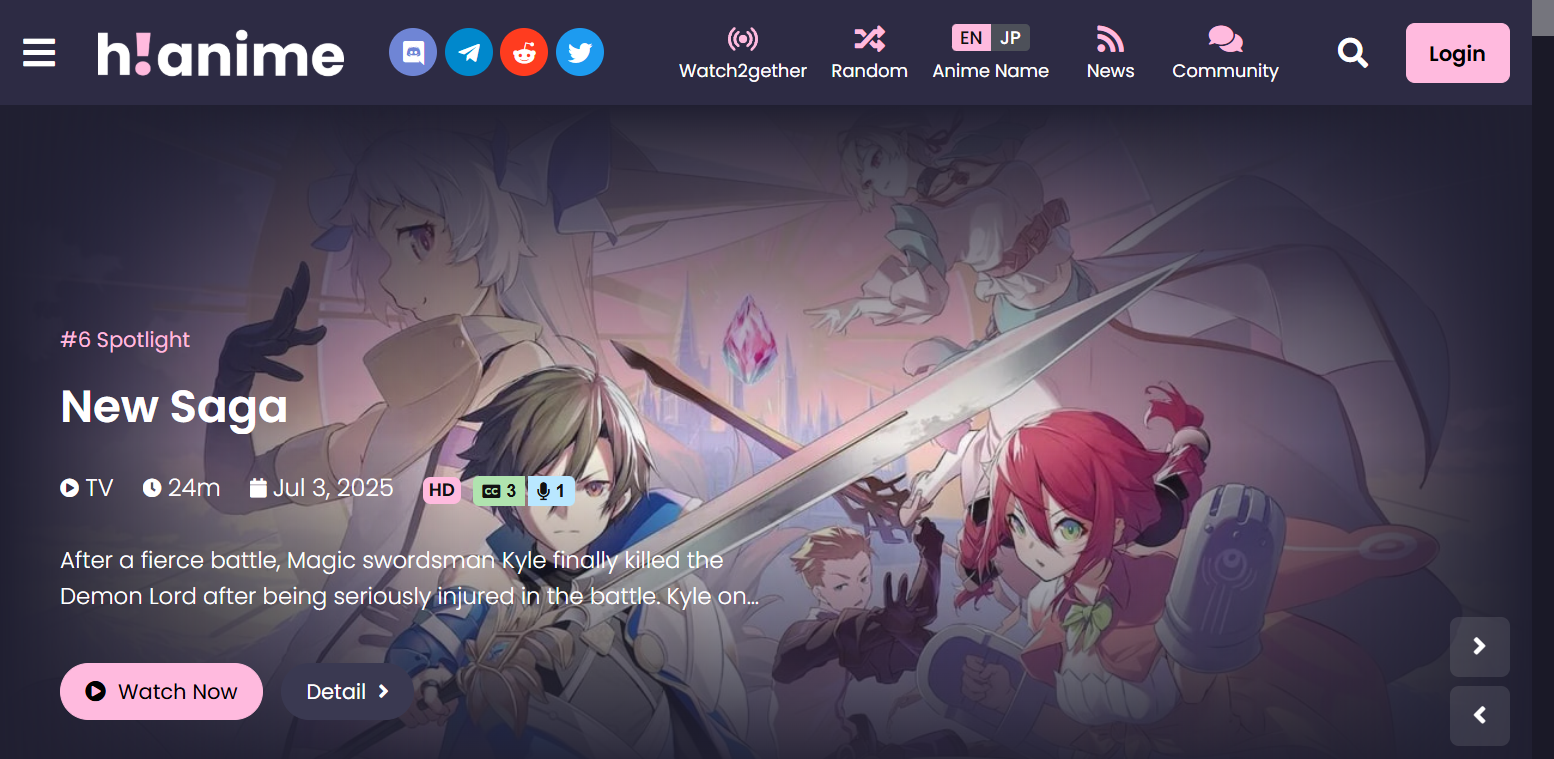 h!anime
Watch2gether
Random
EN JP
Anime Name
News
Community
Login
#6 Spotlight
New Saga
TV 24m Jul 3, 2025 HD CC 3 1
After a fierce battle, Magic swordsman Kyle finally killed the
Demon Lord after being seriously injured in the battle. Kyle on...
Watch Now
Detail